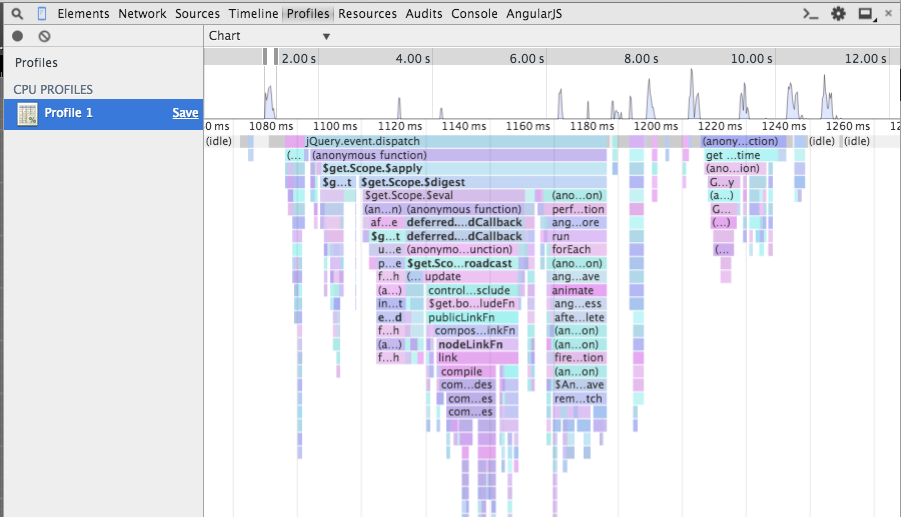 Elements Network Sources Timeline Profiles Resources Audits Console AngularJS
Chart ▼
Profiles
CPU PROFILES
Profile 1 Save
2.00 s 4.00 s 6.00 s 8.00 s 10.00 s 12.00 s
0 ms 1080 ms 1100 ms 1120 ms 1140 ms 1160 ms 1180 ms 1200 ms 1220 ms 1240 ms 1260 ms 12
(idle) jQuery.event.dispatch (anony...ction) (idle) (idle)
(... (anonymous function) get ...time
$get.Scope.$apply (ano...ion)
$g...t $get.Scope.$digest G...y
$get.Scope.$eval (ano...on) (a...)
(an...n) (anonymous function) perf...tion G...
af...e deferred....dCallback ang...ore (...)
$g...t deferred....dCallback run
u...e (anonymo...unction) forEach (...
p...e $get.Sco...roadcast (ano...on)
f...h (... update ang...ave
(a...) control...sclude animate
in...t $get.bo...ludeFn ang...ess
e...d publicLinkFn afte...lete
f...h compos...inkFn (an...on)
(a...) nodeLinkFn (an...on)
f...h link fire...tion
compile (an...on)
com...des $An...ave
com...es rem...tch
com...es